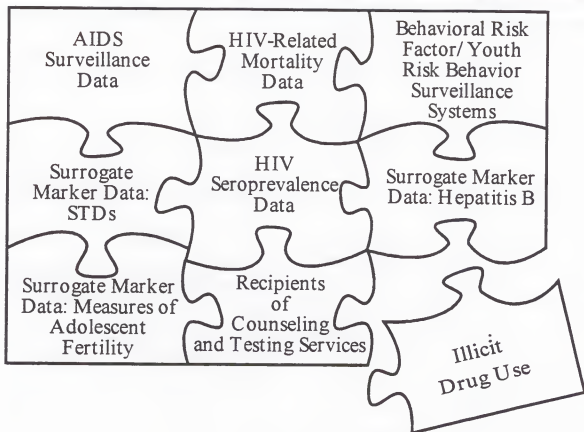 AIDS
Surveillance
Data
HIV-Related
Mortality
Data
Behavioral Risk
Factor/ Youth
Risk Behavior
Surveillance
Systems
Surrogate
Marker Data:
STDs
HIV
Seroprevalence
Data
Surrogate Marker
Data: Hepatitis B
Surrogate Marker
Data: Measures of
Adolescent
Fertility
Recipients
of
Counseling
and Testing Services
Illicit
Drug Use